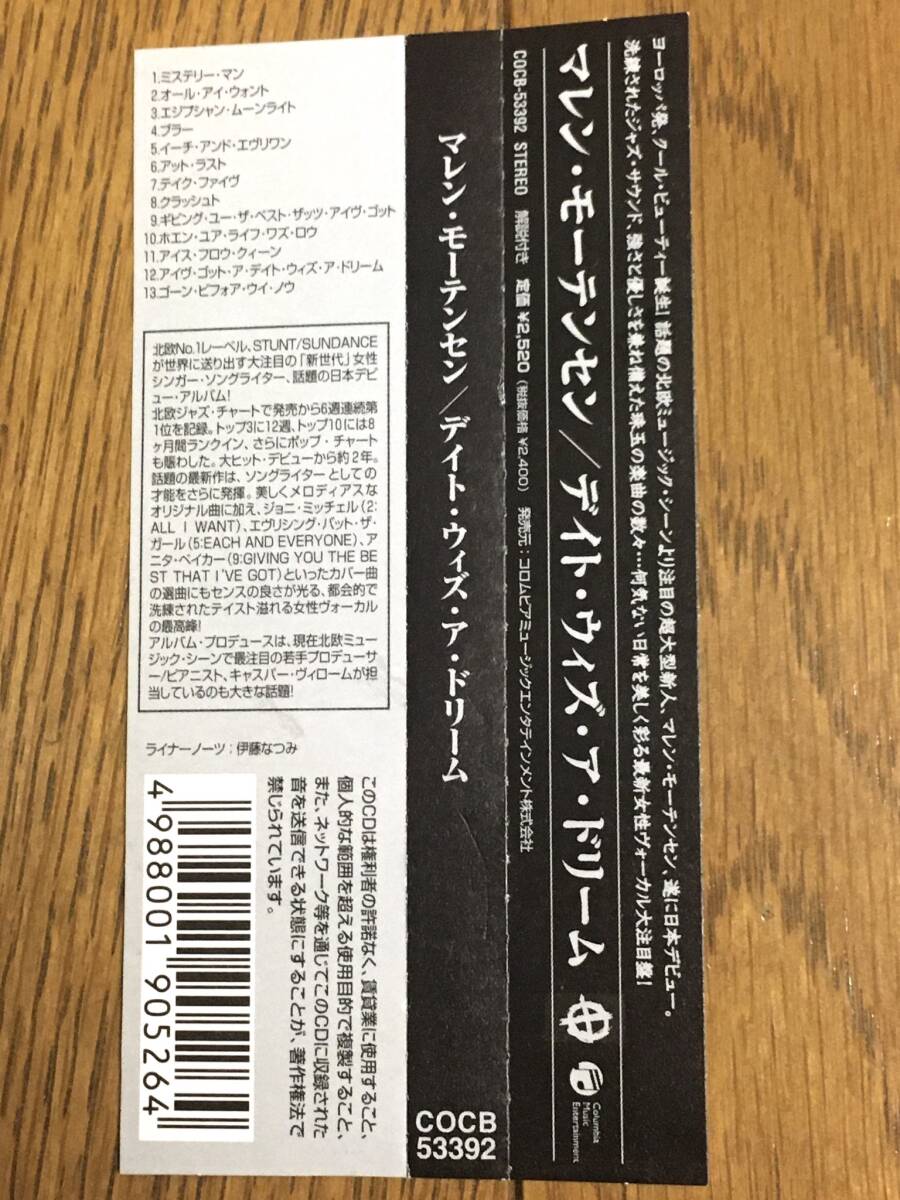 1.ミステリー・マン
2.オール・アイ・ウォント
3.エジプシャン・ムーンライト
4.ブラー
5.イーチ・アンド・エヴリワン
6.アット・ラスト
7.テイク・ファイヴ
8.クラッシュト
9.ギビング・ユー・ザ・ベスト・ザッツ・アイヴ・ゴット
10.ホエン・ユア・ライフ・ワズ・ロウ
11.アイス・フロウ・クィーン
12.アイヴ・ゴット・ア・デイト・ウィズ・ア・ドリーム
13.ゴーン・ビフォア・ウイ・ノウ
北欧No.1レーベル、STUNT/SUNDANCE
が世界に送り出す大注目の「新世代」女性
シンガー・ソングライター、話題の日本デビ
ュー・アルバム!
北欧ジャズ・チャートで発売から6週連続第
1位を記録。トップ3に12週、トップ10には8
ヶ月間ランクイン、さらにポップ・チャート
も賑わした。大ヒット・デビューから約2年。
話題の最新作は、ソングライターとしての
才能をさらに発揮。美しくメロディアスな
オリジナル曲に加え、ジョニ・ミッチェル(2:
ALL I WANT)、エヴリシング・バット・ザ・
ガール(5:EACH AND EVERYONE)、ア
ニタ・ベイカー(9:GIVING YOU THE BE
ST THAT I'VE GOT)といったカバー曲
の選曲にもセンスの良さが光る、都会的で
洗練されたテイスト溢れる女性ヴォーカル
の最高峰!
アルバム・プロデュースは、現在北欧ミュー
ジック・シーンで最注目の若手プロデューサ
ー/ピアニスト、キャスパー・ヴィロームが担
当しているのも大きな話題!
ライナーノーツ:伊藤なつみ
このCDは権利者の許諾なく、賃貸業に使用すること、
個人的な範囲を超える使用目的で複製すること、
また、ネットワーク等を通じてこのCDに収録された
音を送信できる状態にすることが、著作権法で
禁じられています。
4 988001 905264
マレン・モーテンセン/デイト・ウィズ・ア・ドリーム
COCB
53392
ヨーロッパ発、クール・ビューティー誕生! 話題の北欧ミュージック・シーンより注目の超大型新人、マレン・モーテンセン、遂に日本デビュー。
洗練されたジャズ・サウンド、強さと優しさを兼ね備えた珠玉の楽曲の数々…何気ない日常を美しく彩る最新女性ヴォーカル大注目盤!
マレン・モーテンセン/デイト・ウィズ・ア・ドリーム
COCB-53392 STEREO 解説付き 定価¥2,520(税抜価格¥2,400) 発売元:コロムビアミュージックエンタテインメント株式会社
Columbia
Music
Entertainment